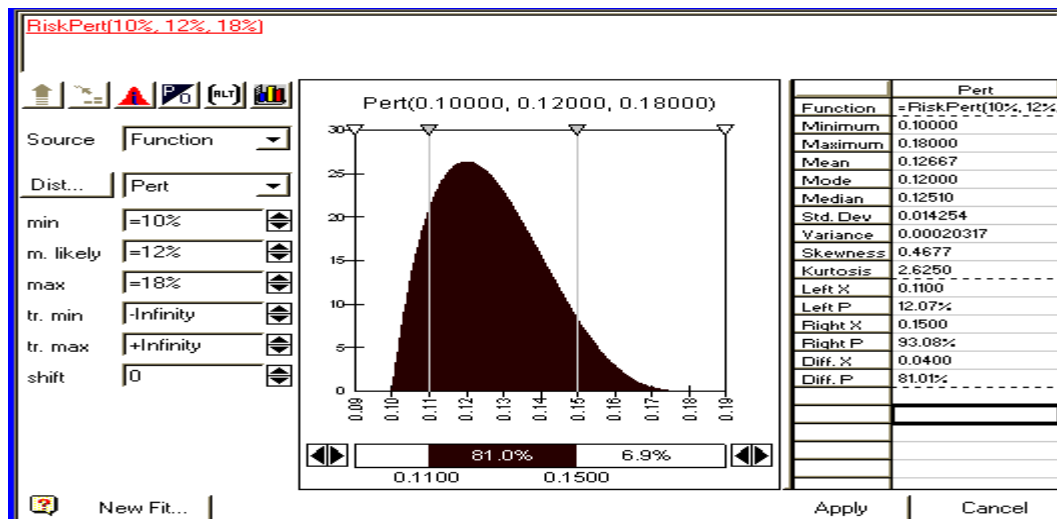 RiskPert(10%, 12%, 18%)
P D
(ALT)
Source Function
Dist... Pert
min =10%
m. likely =12%
max =18%
tr. min -Infinity
tr. max +Infinity
shift 0
Pert(0.10000, 0.12000, 0.18000)
30
25
20
15
10
5
0
0.09 0.10 0.11 0.12 0.13 0.14 0.15 0.16 0.17 0.18 0.19
81.0% 6.9%
0.1100 0.1500
Pert
Function =RiskPert(10%, 12%,
Minimum 0.10000
Maximum 0.18000
Mean 0.12667
Mode 0.12000
Median 0.12510
Std. Dev 0.014254
Variance 0.00020317
Skewness 0.4677
Kurtosis 2.6250
Left X 0.1100
Left P 12.07%
Right X 0.1500
Right P 93.08%
Diff. X 0.0400
Diff. P 81.01%
? New Fit... Apply Cancel